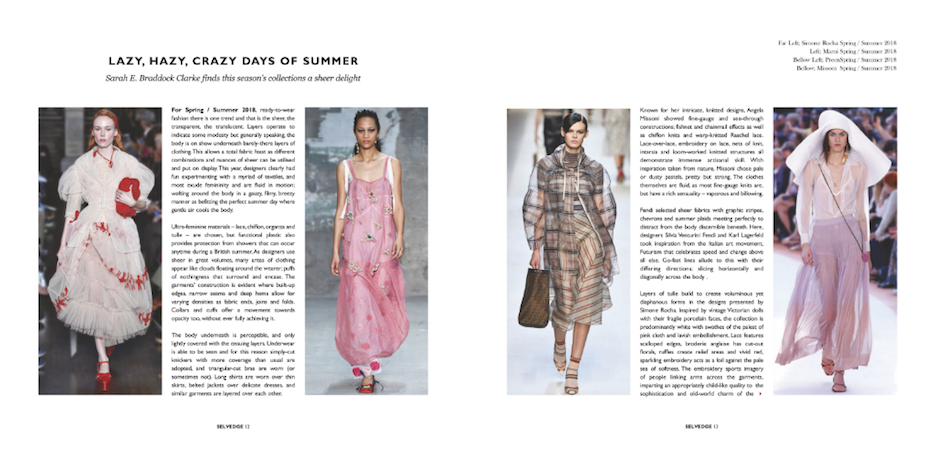 LAZY, HAZY, CRAZY DAYS OF SUMMER
Sarah E. Braddock Clarke finds this season's collections a sheer delight
For Spring / Summer 2018, ready-to-wear
fashion there is one trend and that is the sheer, the
transparent, the translucent. Layers operate to
indicate some modesty but generally speaking, the
body is on show underneath barely-there layers of
clothing. This allows a total fabric feast as different
combinations and nuances of sheer can be utilised
and put on display. This year, designers clearly had
fun experimenting with a myriad of textiles, and
most exude femininity and are fluid in motion;
wafting around the body in a gauzy, filmy, breezy
manner as befitting the perfect summer day where
gentle air cools the body.
Ultra-feminine materials – lace, chiffon, organza and
tulle – are chosen, but functional plastic also
provides protection from showers that can occur
anytime during a British summer. As designers use
sheer in great volumes, many areas of clothing
appear like clouds floating around the wearer; puffs
of nothingness that surround and encase. The
garments' construction is evident where built-up
edges, narrow seams and deep hems allow for
varying densities as fabric ends, joins and folds.
Collars and cuffs offer a movement towards
opacity too, without ever fully achieving it.
The body underneath is perceptible, and only
lightly covered with the ensuing layers. Underwear
is able to be seen and for this reason simply-cut
knickers with more coverage than usual are
adopted, and triangular-cut bras are worn (or
sometimes not). Long shirts are worn over thin
skirts, belted jackets over delicate dresses, and
similar garments are layered over each other.
SELVEDGE 12
Far Left; Simone Rocha Spring / Summer 2018
Left; Marni Spring / Summer 2018
Bellow Left; PreenSpring / Summer 2018
Bellow; Missoni Spring / Summer 2018
Known for her intricate, knitted designs, Angela
Missoni showed fine-gauge and see-through
constructions; fishnet and chainmail effects as well
as chiffon knits and warp-knitted Raschel lace.
Lace-over-lace, embroidery on lace, nets of knit,
intarsia and loom-worked knitted structures all
demonstrate immense artisanal skill. With
inspiration taken from nature, Missoni chose pale
or dusty pastels, pretty but strong. The clothes
themselves are fluid, as most fine-gauge knits are,
but have a rich sensuality – vaporous and billowing.
Fendi selected sheer fabrics with graphic stripes,
chevrons and summer plaids meeting perfectly to
distract from the body discernible beneath. Here,
designers Silvia Venturini Fendi and Karl Lagerfeld
took inspiration from the Italian art movement,
Futurism that celebrates speed and change above
all else. Go-fast lines allude to this with their
differing directions slicing horizontally and
diagonally across the body .
Layers of tulle build to create voluminous yet
diaphanous forms in the designs presented by
Simone Rocha. Inspired by vintage Victorian dolls
with their fragile porcelain faces, the collection is
predominantly white with swathes of the palest of
pink cloth and lavish embellishment. Lace features
scalloped edges, broderie anglaise has cut-out
florals, ruffles create relief areas and vivid red,
sparkling embroidery acts as a foil against the pale
sea of softness. The embroidery sports imagery
of people linking arms across the garments,
imparting an appropriately child-like quality to the
sophistication and old-world charm of the
SELVEDGE 13